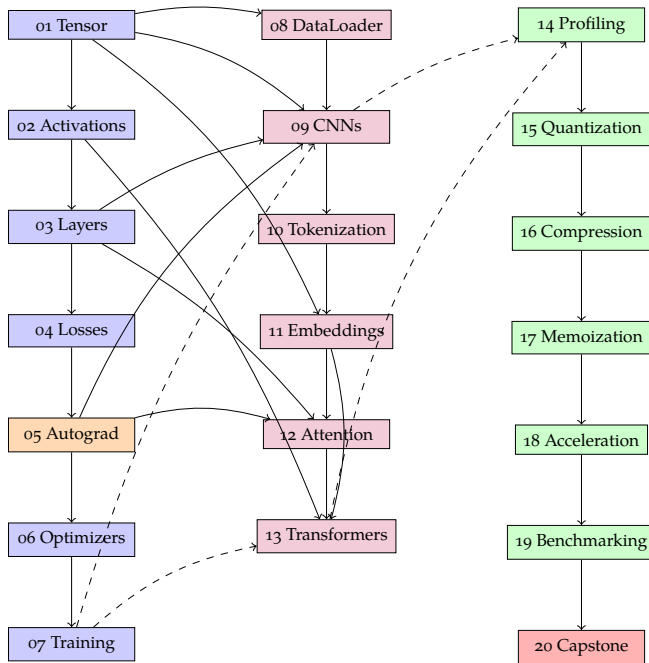 01 Tensor
02 Activations
03 Layers
04 Losses
05 Autograd
06 Optimizers
07 Training
08 DataLoader
09 CNNs
10 Tokenization
11 Embeddings
12 Attention
13 Transformers
14 Profiling
15 Quantization
16 Compression
17 Memoization
18 Acceleration
19 Benchmarking
20 Capstone